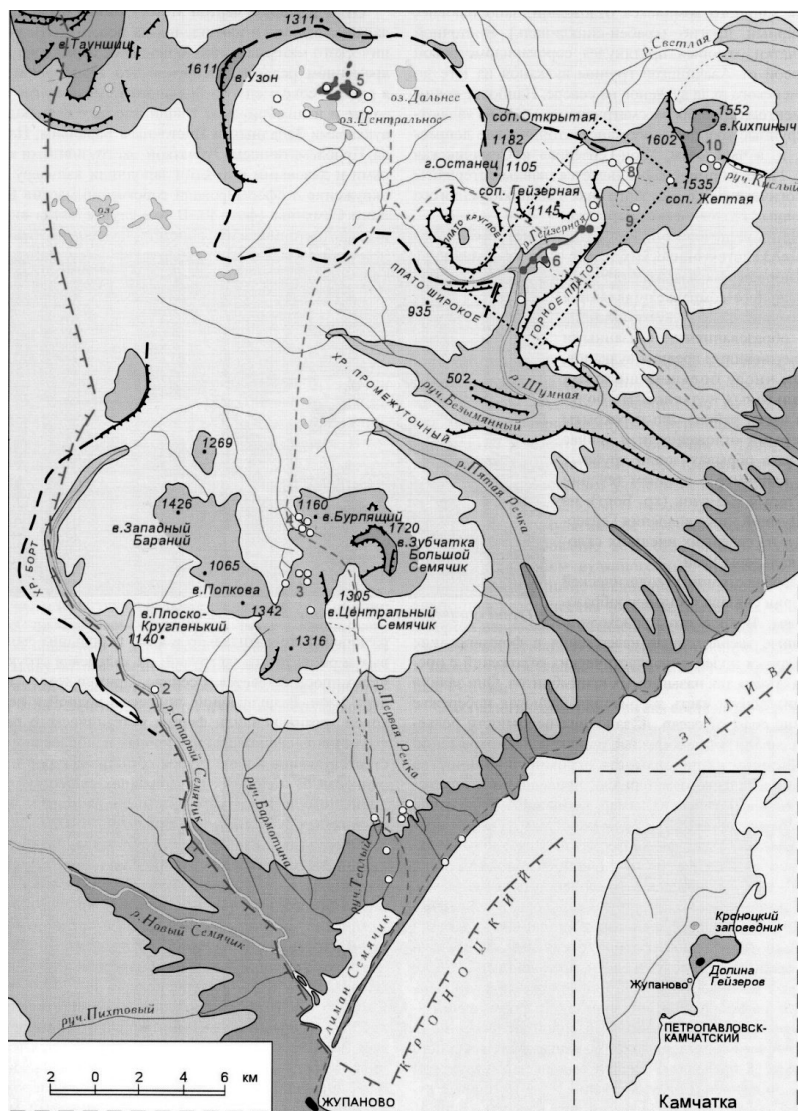 1311
в.Тауншиц
1611
в.Узон
5
оз.Дальнее
оз.Центральное
р.Светлая
соп.Открытая
1182
1552
в.Кихпиныч
1602
10
г.Останец
1105
8
1535
руч.Кислый
соп.Желтая
соп. Гейзерная
1145
9
оз.
ПЛАТО КРУГЛОЕ
р.Гейзерная
6
ПЛАТО ШИРОКОЕ
935
ГОРНОЕ ПЛАТО
ХР. ПРОМЕЖУТОЧНЫЙ
502
руч.Безымянный
р.Шумная
1269
р.Пятая Речка
1426
в.Западный
Бараний
1160
4
в.Бурлящий
1720
в.Зубчатка
Большой
Семячик
ХР. БОРТ
1065
в.Попкова
3
1305
в.Центральный
Семячик
1342
в.Плоско-
Кругленький
1140
1316
2
Старый Семячик
р.Первая Речка
руч.Бармотина
1
руч.Теплый
р.Новый Семячик
лиман Семячик
руч.Пихтовый
КРОНОЦКИЙ
ЗАЛИВ
2 0 2 4 6 км
ЖУПАНОВО
Кроноцкий
заповедник
Долина
Гейзеров
Жупаново
ПЕТРОПАВЛОВСК-
КАМЧАТСКИЙ
Камчатка